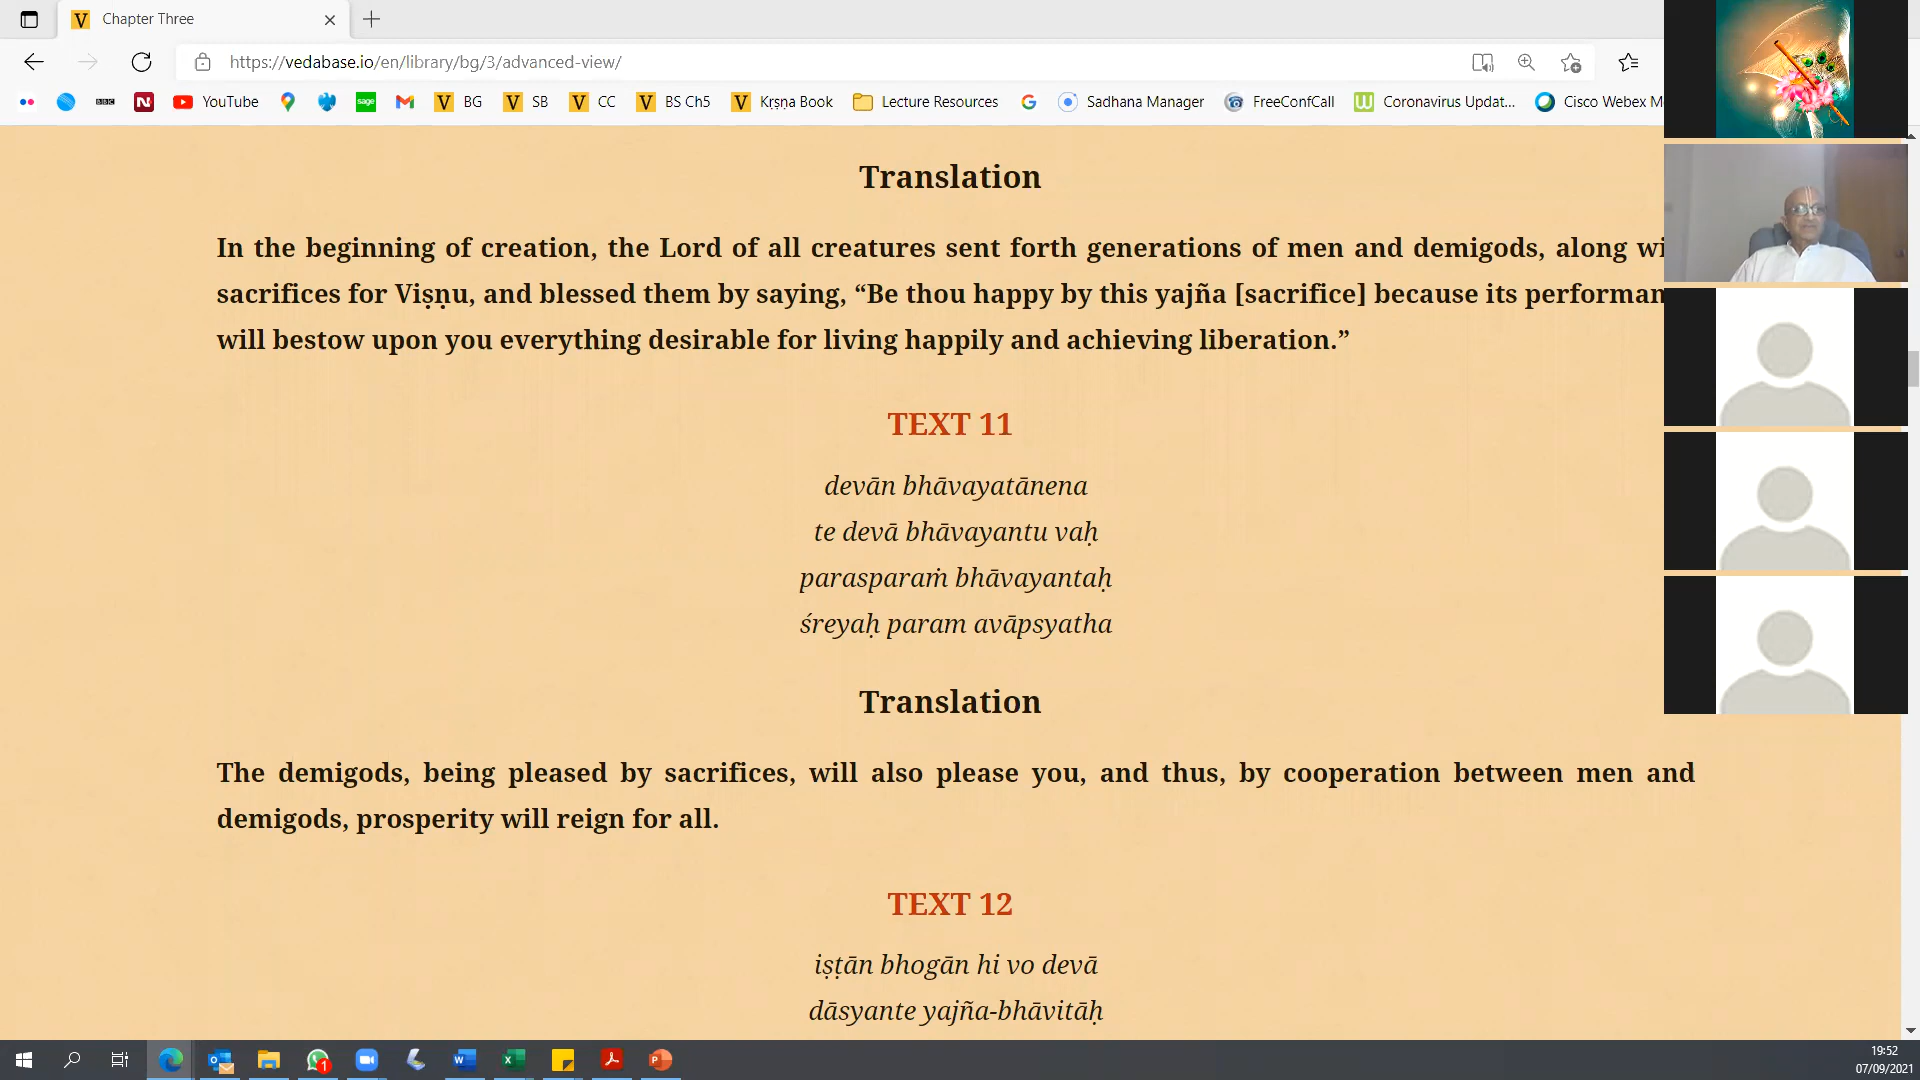 Chapter Three
https://vedabase.io/en/library/bg/3/advanced-view/
BBC N YouTube sage BG SB CC BS Ch5 Kṛṣṇa Book Lecture Resources Sadhana Manager FreeConfCall Coronavirus Updat... Cisco Webex M
Translation
In the beginning of creation, the Lord of all creatures sent forth generations of men and demigods, along wi
sacrifices for Viṣṇu, and blessed them by saying, “Be thou happy by this yajña [sacrifice] because its performan
will bestow upon you everything desirable for living happily and achieving liberation.”
TEXT 11
devān bhāvayatānena
te devā bhāvayantu vaḥ
parasparaṁ bhāvayantaḥ
śreyaḥ param avāpsyatha
Translation
The demigods, being pleased by sacrifices, will also please you, and thus, by cooperation between men and
demigods, prosperity will reign for all.
TEXT 12
iṣṭān bhogān hi vo devā
dāsyante yajña-bhāvitāḥ
19:52
07/09/2021